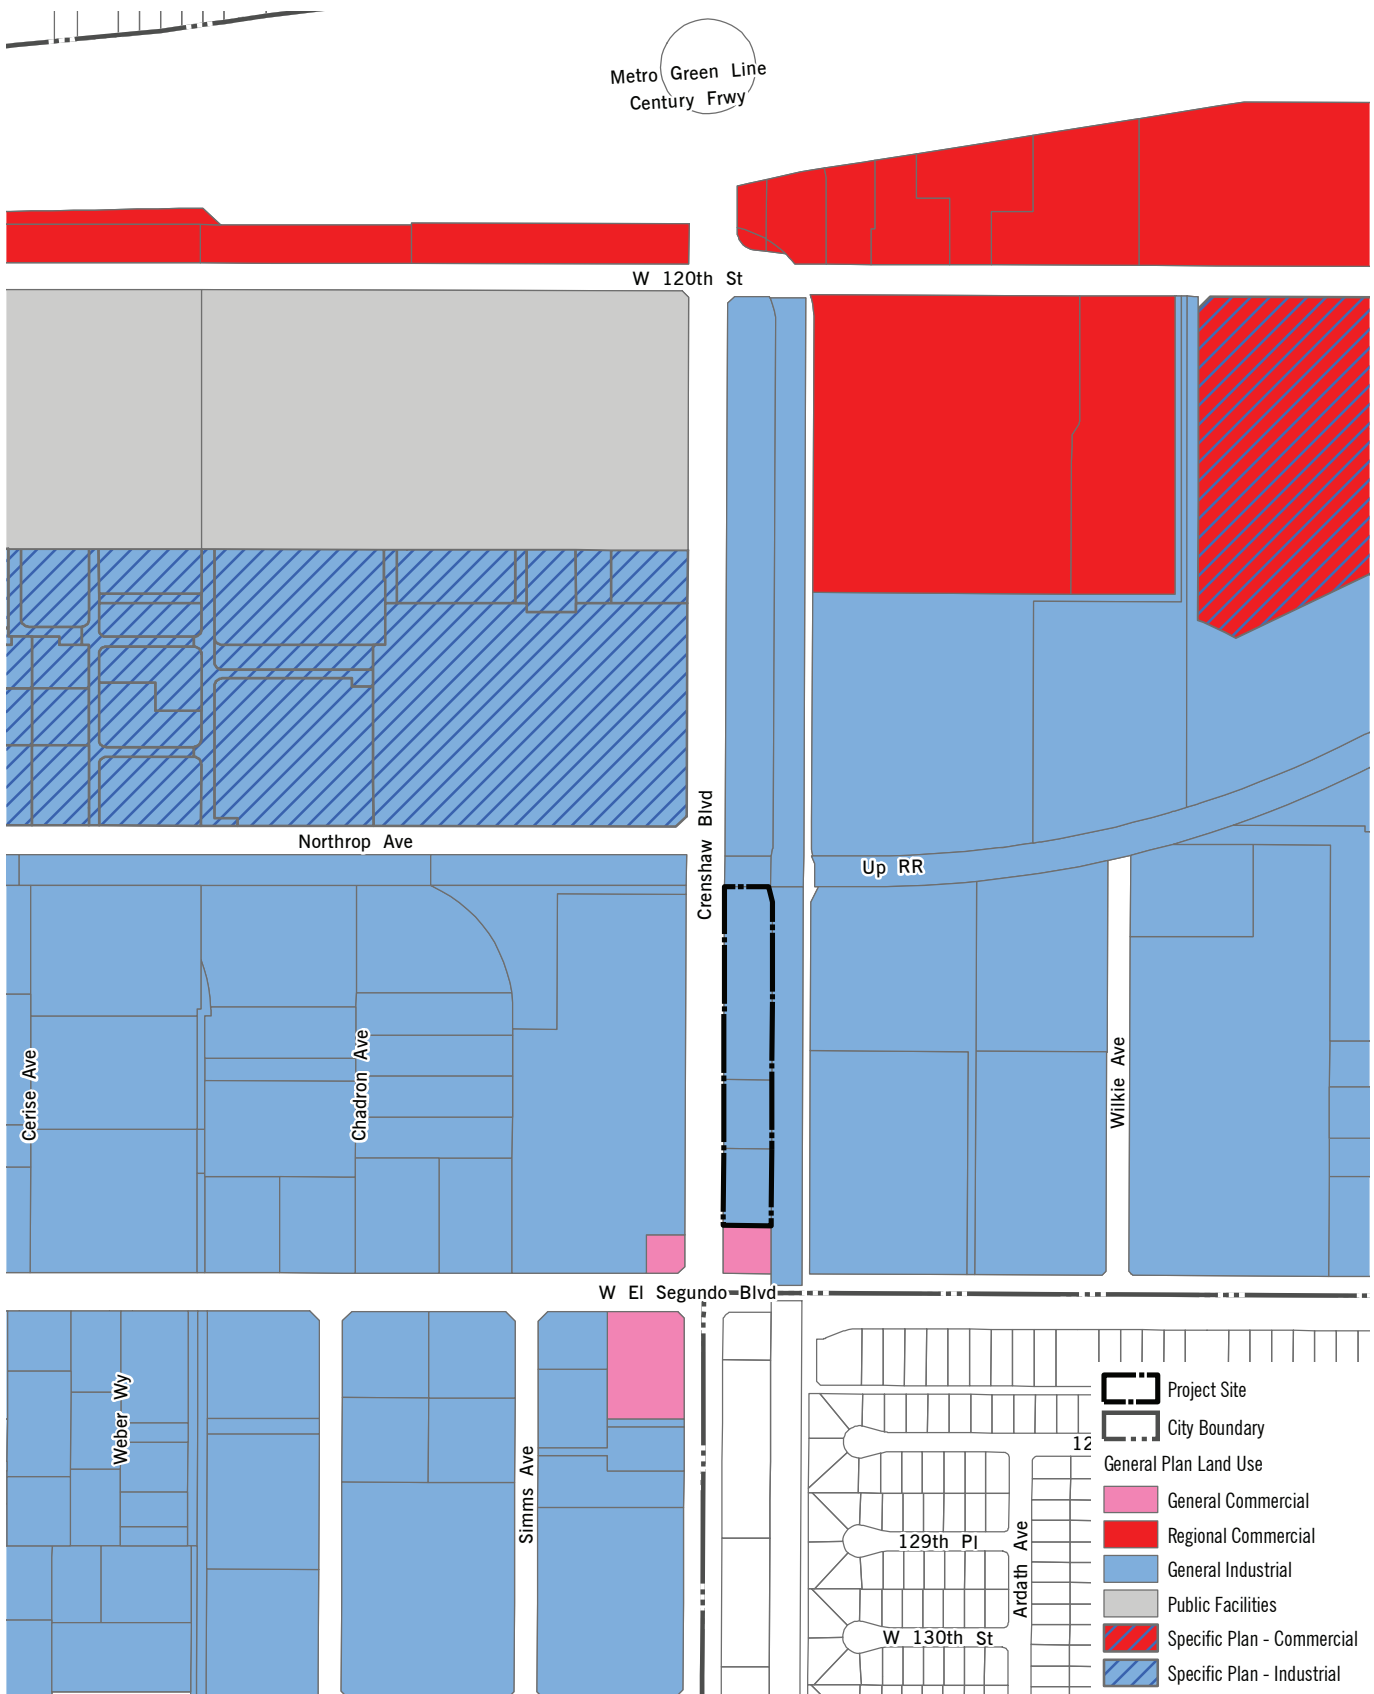 Metro Green Line
Century Frwy
W 120th St
Crenshaw Blvd
Northrop Ave
Up RR
Cerise Ave
Chadron Ave
Wilkie Ave
W El Segundo Blvd
Weber Wy
Simms Ave
12
129th Pl
Ardath Ave
W 130th St
Project Site
City Boundary
General Plan Land Use
General Commercial
Regional Commercial
General Industrial
Public Facilities
Specific Plan - Commercial
Specific Plan - Industrial